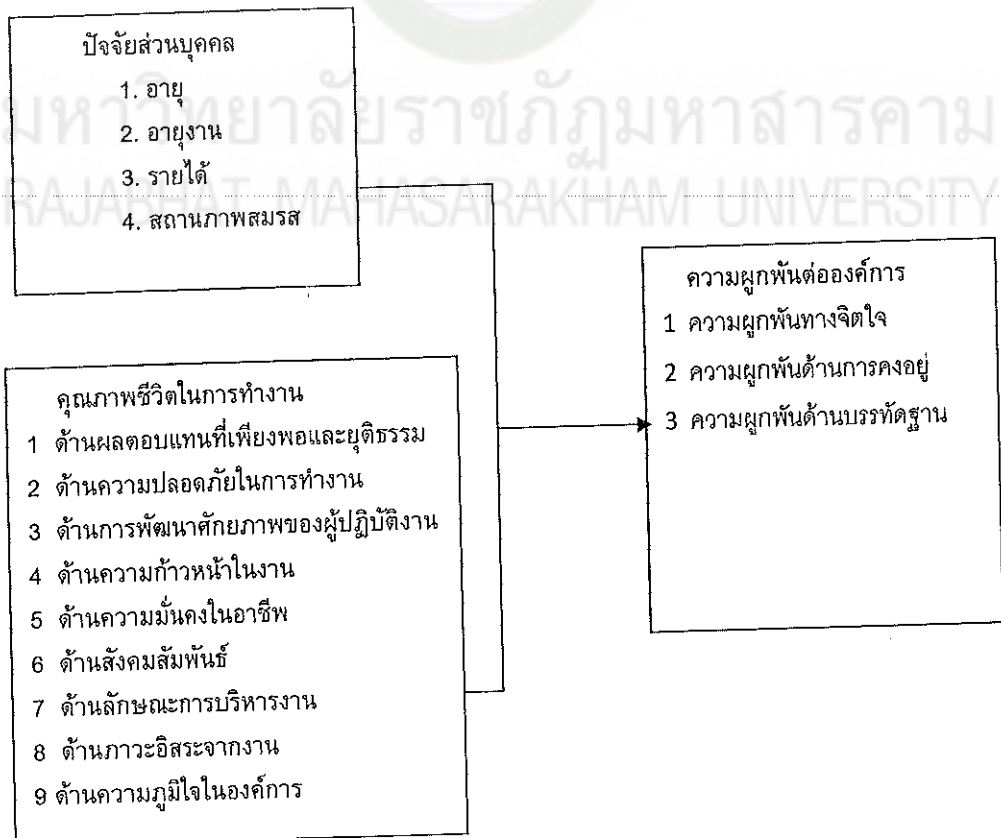 ปัจจัยส่วนบุคคล
1. อายุ
2. อายุงาน
3. รายได้
4. สถานภาพสมรส
มหาวิทยาลัยราชภัฏมหาสารคาม
RAJABHAT MAHASARAKHAM UNIVERSITY
คุณภาพชีวิตในการทำงาน
1 ด้านผลตอบแทนที่เพียงพอและยุติธรรม
2 ด้านความปลอดภัยในการทำงาน
3 ด้านการพัฒนาศักยภาพของผู้ปฏิบัติงาน
4 ด้านความก้าวหน้าในงาน
5 ด้านความมั่นคงในอาชีพ
6 ด้านสังคมสัมพันธ์
7 ด้านลักษณะการบริหารงาน
8 ด้านภาวะอิสระจากงาน
9 ด้านความภูมิใจในองค์การ
ความผูกพันต่อองค์การ
1 ความผูกพันทางจิตใจ
2 ความผูกพันด้านการคงอยู่
3 ความผูกพันด้านบรรทัดฐาน